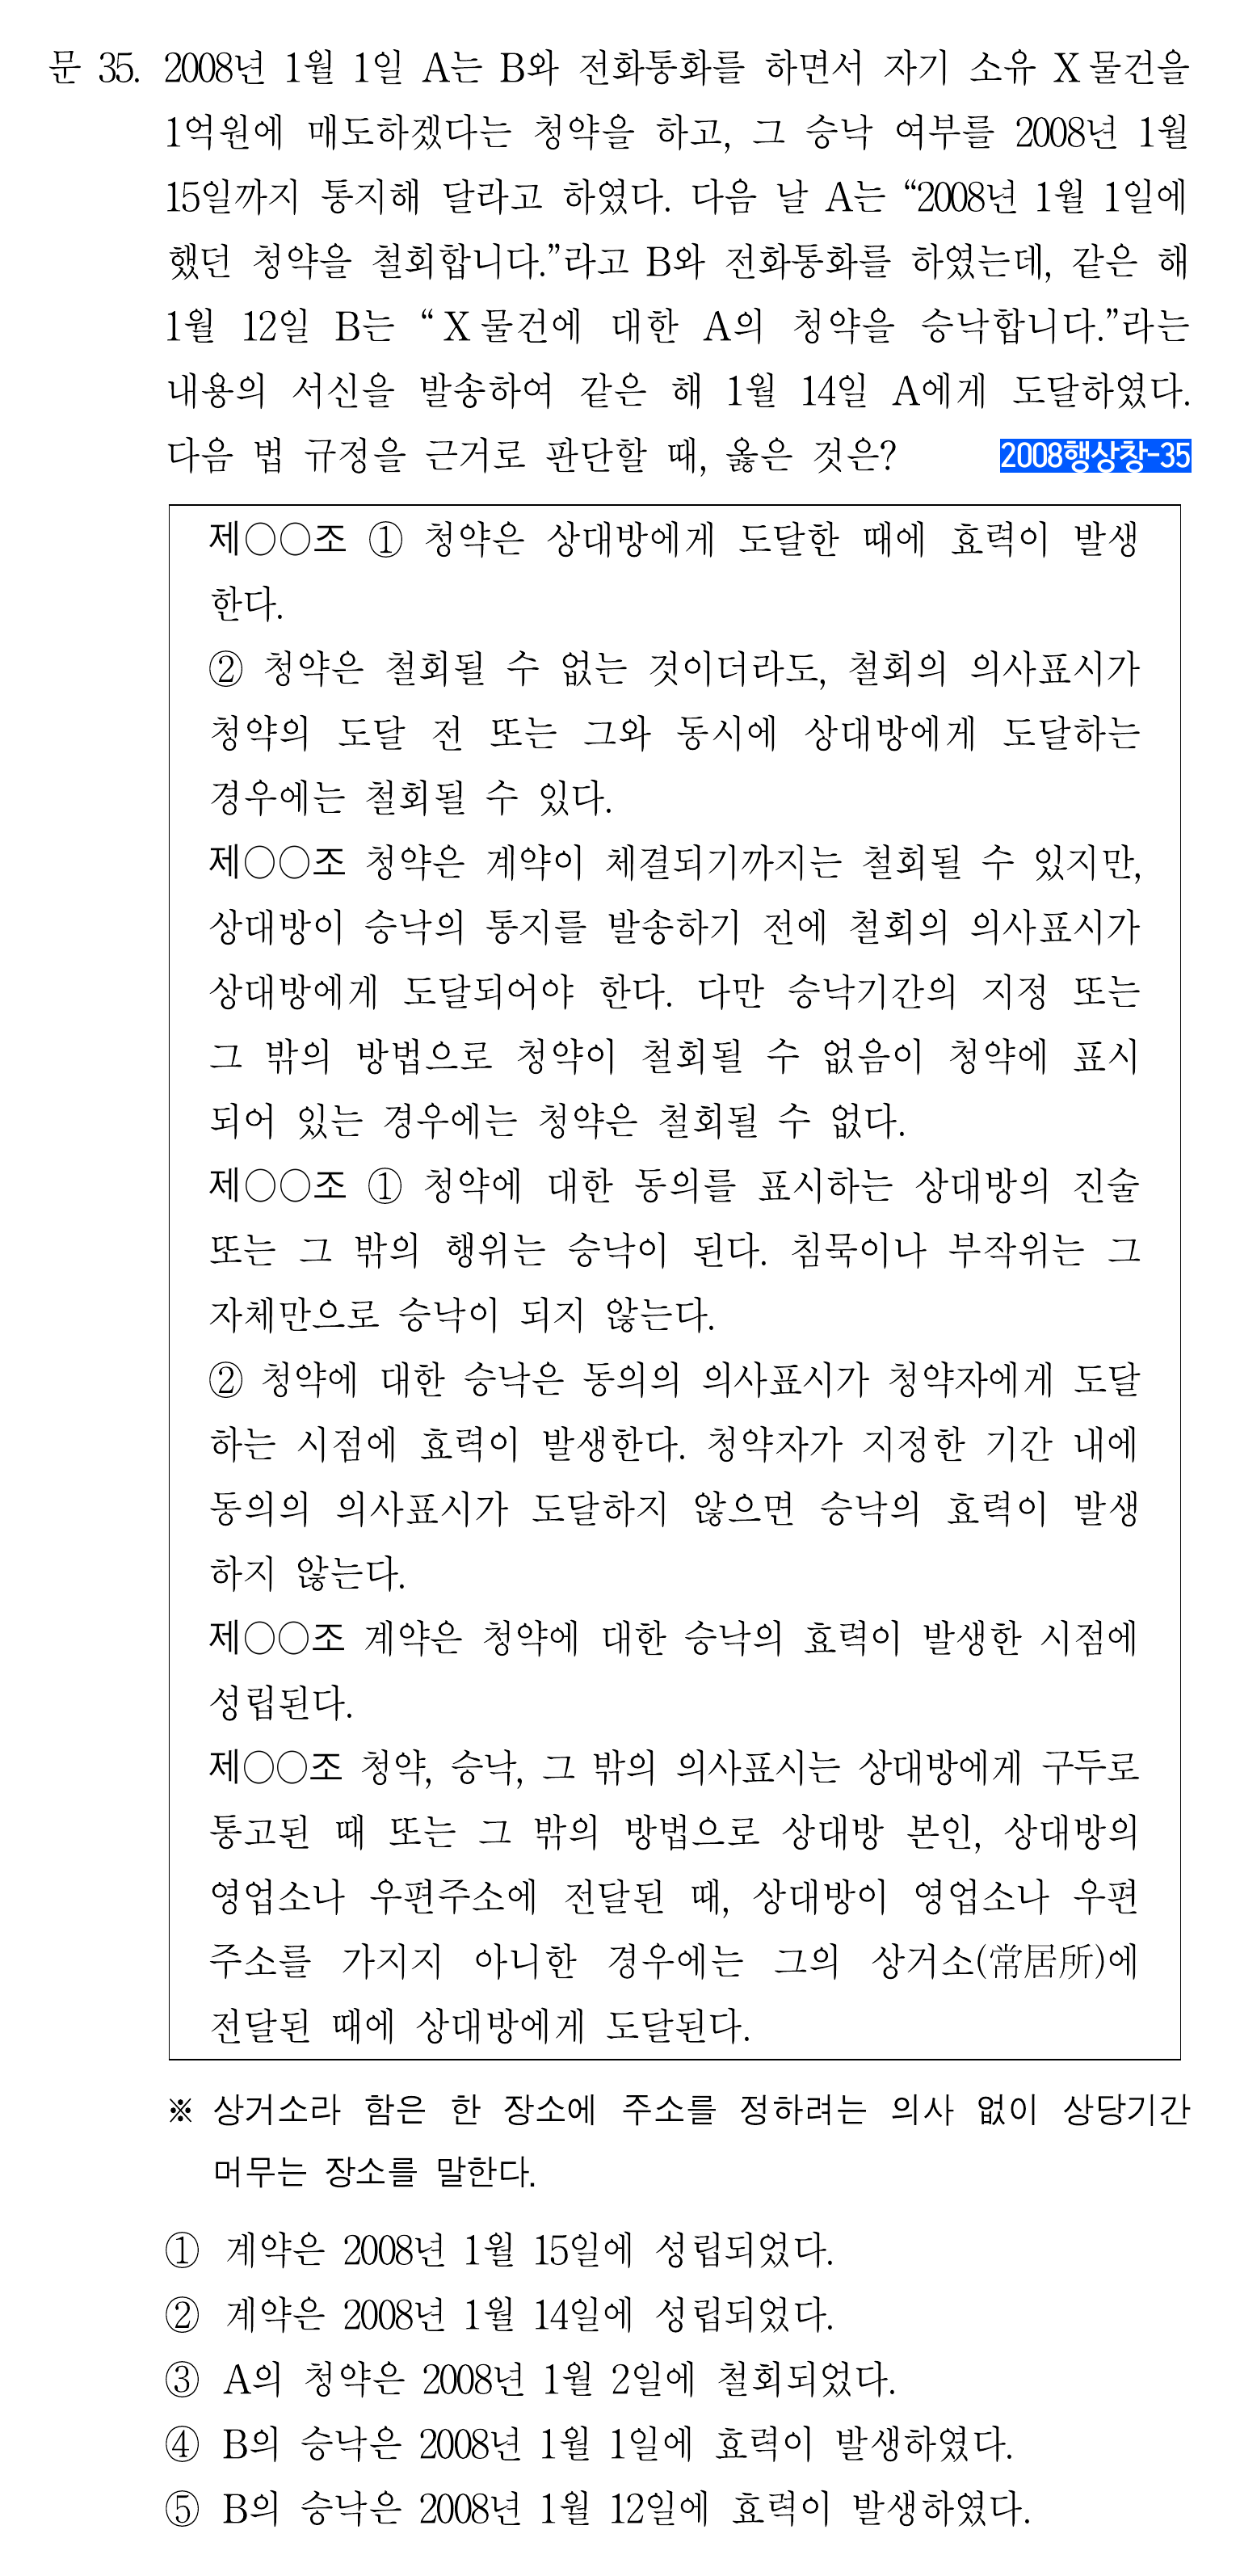 문 35. 2008년 1월 1일 A는 B와 전화통화를 하면서 자기 소유 X물건을
1억원에 매도하겠다는 청약을 하고, 그 승낙 여부를 2008년 1월
15일까지 통지해 달라고 하였다. 다음 날 A는 “2008년 1월 1일에
했던 청약을 철회합니다.”라고 B와 전화통화를 하였는데, 같은 해
1월 12일 B는 “X물건에 대한 A의 청약을 승낙합니다.”라는
내용의 서신을 발송하여 같은 해 1월 14일 A에게 도달하였다.
다음 법 규정을 근거로 판단할 때, 옳은 것은? 2008행상창-35
제○○조 ① 청약은 상대방에게 도달한 때에 효력이 발생
한다.
② 청약은 철회될 수 없는 것이더라도, 철회의 의사표시가
청약의 도달 전 또는 그와 동시에 상대방에게 도달하는
경우에는 철회될 수 있다.
제○○조 청약은 계약이 체결되기까지는 철회될 수 있지만,
상대방이 승낙의 통지를 발송하기 전에 철회의 의사표시가
상대방에게 도달되어야 한다. 다만 승낙기간의 지정 또는
그 밖의 방법으로 청약이 철회될 수 없음이 청약에 표시
되어 있는 경우에는 청약은 철회될 수 없다.
제○○조 ① 청약에 대한 동의를 표시하는 상대방의 진술
또는 그 밖의 행위는 승낙이 된다. 침묵이나 부작위는 그
자체만으로 승낙이 되지 않는다.
② 청약에 대한 승낙은 동의의 의사표시가 청약자에게 도달
하는 시점에 효력이 발생한다. 청약자가 지정한 기간 내에
동의의 의사표시가 도달하지 않으면 승낙의 효력이 발생
하지 않는다.
제○○조 계약은 청약에 대한 승낙의 효력이 발생한 시점에
성립된다.
제○○조 청약, 승낙, 그 밖의 의사표시는 상대방에게 구두로
통고된 때 또는 그 밖의 방법으로 상대방 본인, 상대방의
영업소나 우편주소에 전달된 때, 상대방이 영업소나 우편
주소를 가지지 아니한 경우에는 그의 상거소(常居所)에
전달된 때에 상대방에게 도달된다.
※ 상거소라 함은 한 장소에 주소를 정하려는 의사 없이 상당기간
머무는 장소를 말한다.
① 계약은 2008년 1월 15일에 성립되었다.
② 계약은 2008년 1월 14일에 성립되었다.
③ A의 청약은 2008년 1월 2일에 철회되었다.
④ B의 승낙은 2008년 1월 1일에 효력이 발생하였다.
⑤ B의 승낙은 2008년 1월 12일에 효력이 발생하였다.